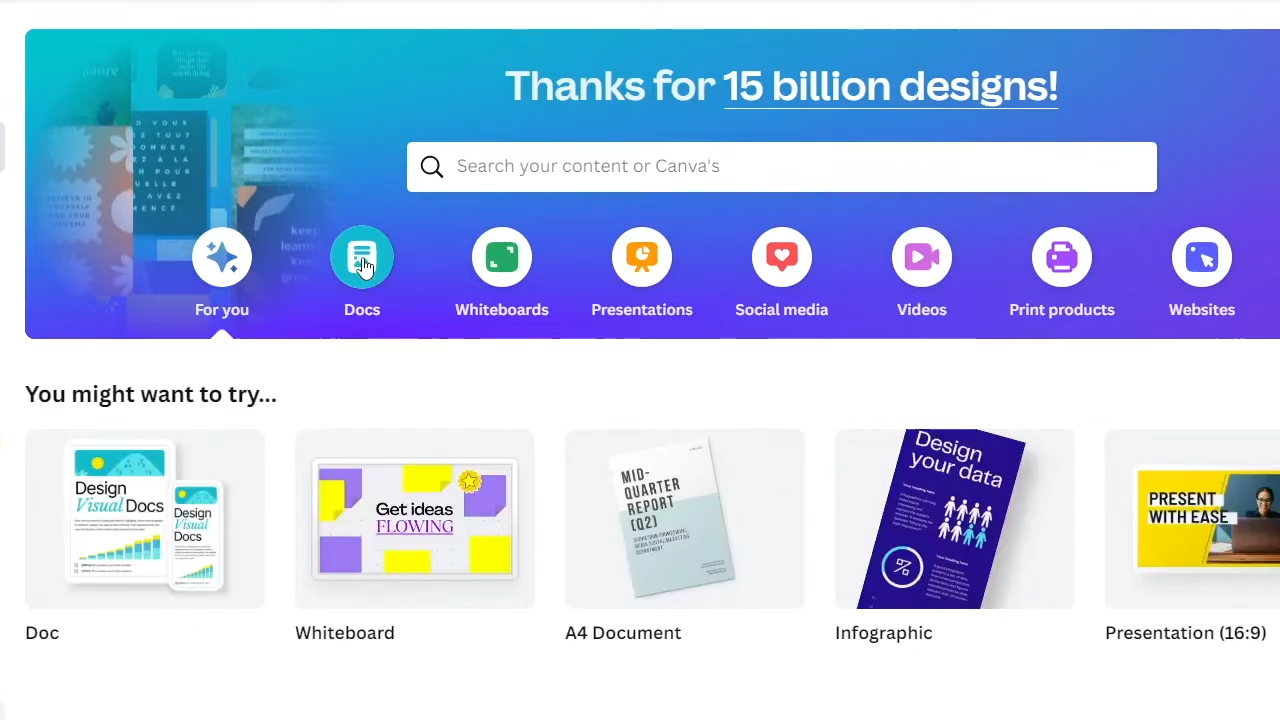 Thanks for 15 billion designs!
Search your content or Canva's
For you
Docs
Whiteboards
Presentations
Social media
Videos
Print products
Websites
You might want to try...
Design
Visual Docs
Design
Visual
Docs
Get ideas
FLOWING
MID-
QUARTER
REPORT
(Q2)
Design
your data
PRESENT
WITH EASE
Doc
Whiteboard
A4 Document
Infographic
Presentation (16:9)